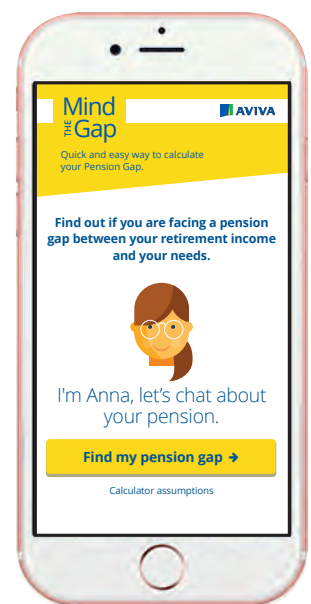 Mind
THE Gap
AVIVA
Quick and easy way to calculate
your Pension Gap.
Find out if you are facing a pension
gap between your retirement income
and your needs.
I'm Anna, let's chat about
your pension.
Find my pension gap →
Calculator assumptions